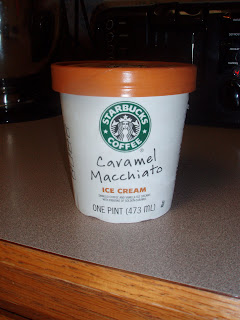 STARBUCKS
COFFEE
Caramel
Macchiato
ICE CREAM
ONE PINT (473 mL)